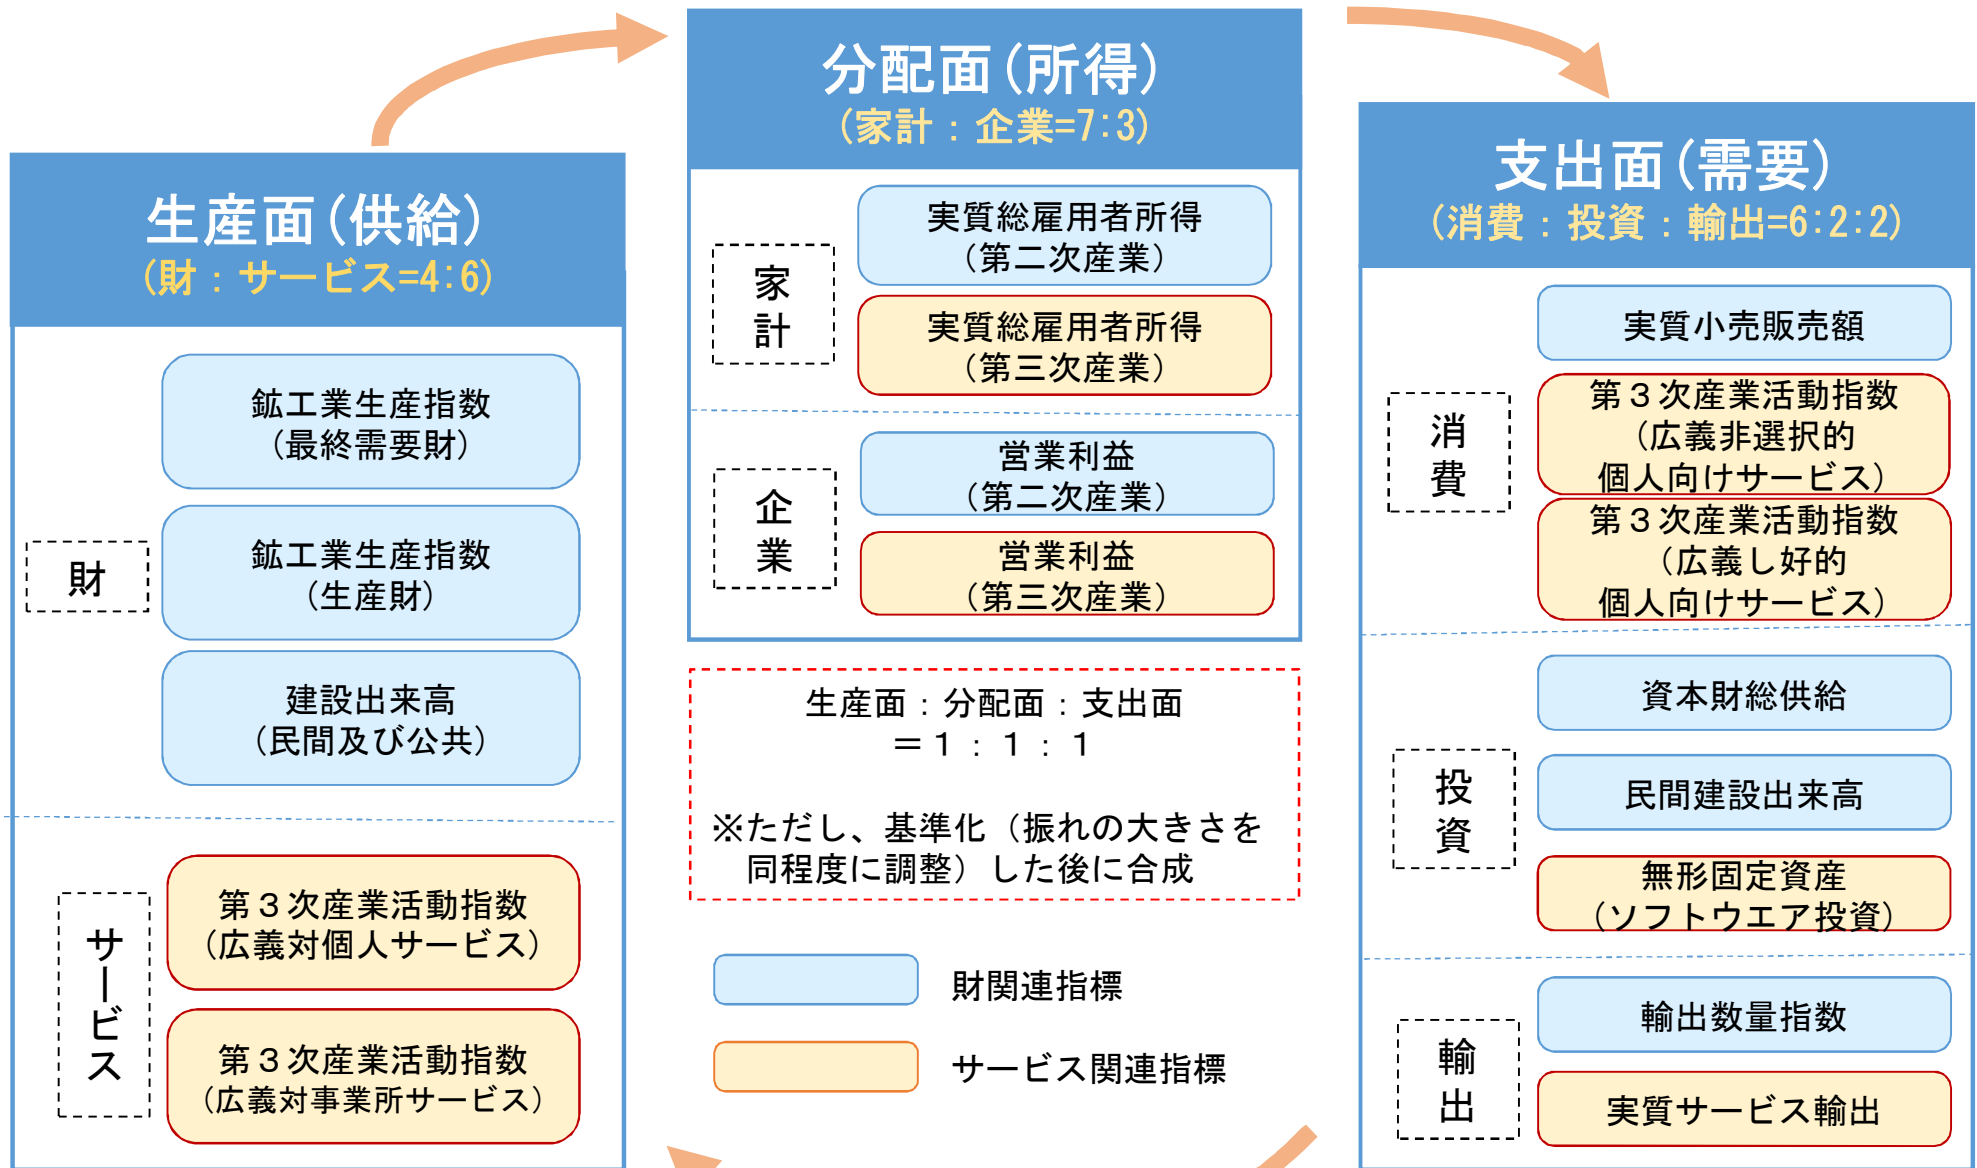 生産面(供給)
(財：サービス=4:6)
財
鉱工業生産指数
(最終需要財)
鉱工業生産指数
(生産財)
建設出来高
(民間及び公共)
サービス
第３次産業活動指数
(広義対個人サービス)
第３次産業活動指数
(広義対事業所サービス)
分配面(所得)
(家計：企業=7:3)
家計
実質総雇用者所得
(第二次産業)
実質総雇用者所得
(第三次産業)
企業
営業利益
(第二次産業)
営業利益
(第三次産業)
生産面：分配面：支出面
＝１：１：１
※ただし、基準化（振れの大きさを
同程度に調整）した後に合成
財関連指標
サービス関連指標
支出面(需要)
(消費：投資：輸出=6:2:2)
消費
実質小売販売額
第３次産業活動指数
(広義非選択的
個人向けサービス)
第３次産業活動指数
(広義し好的
個人向けサービス)
投資
資本財総供給
民間建設出来高
無形固定資産
(ソフトウエア投資)
輸出
輸出数量指数
実質サービス輸出